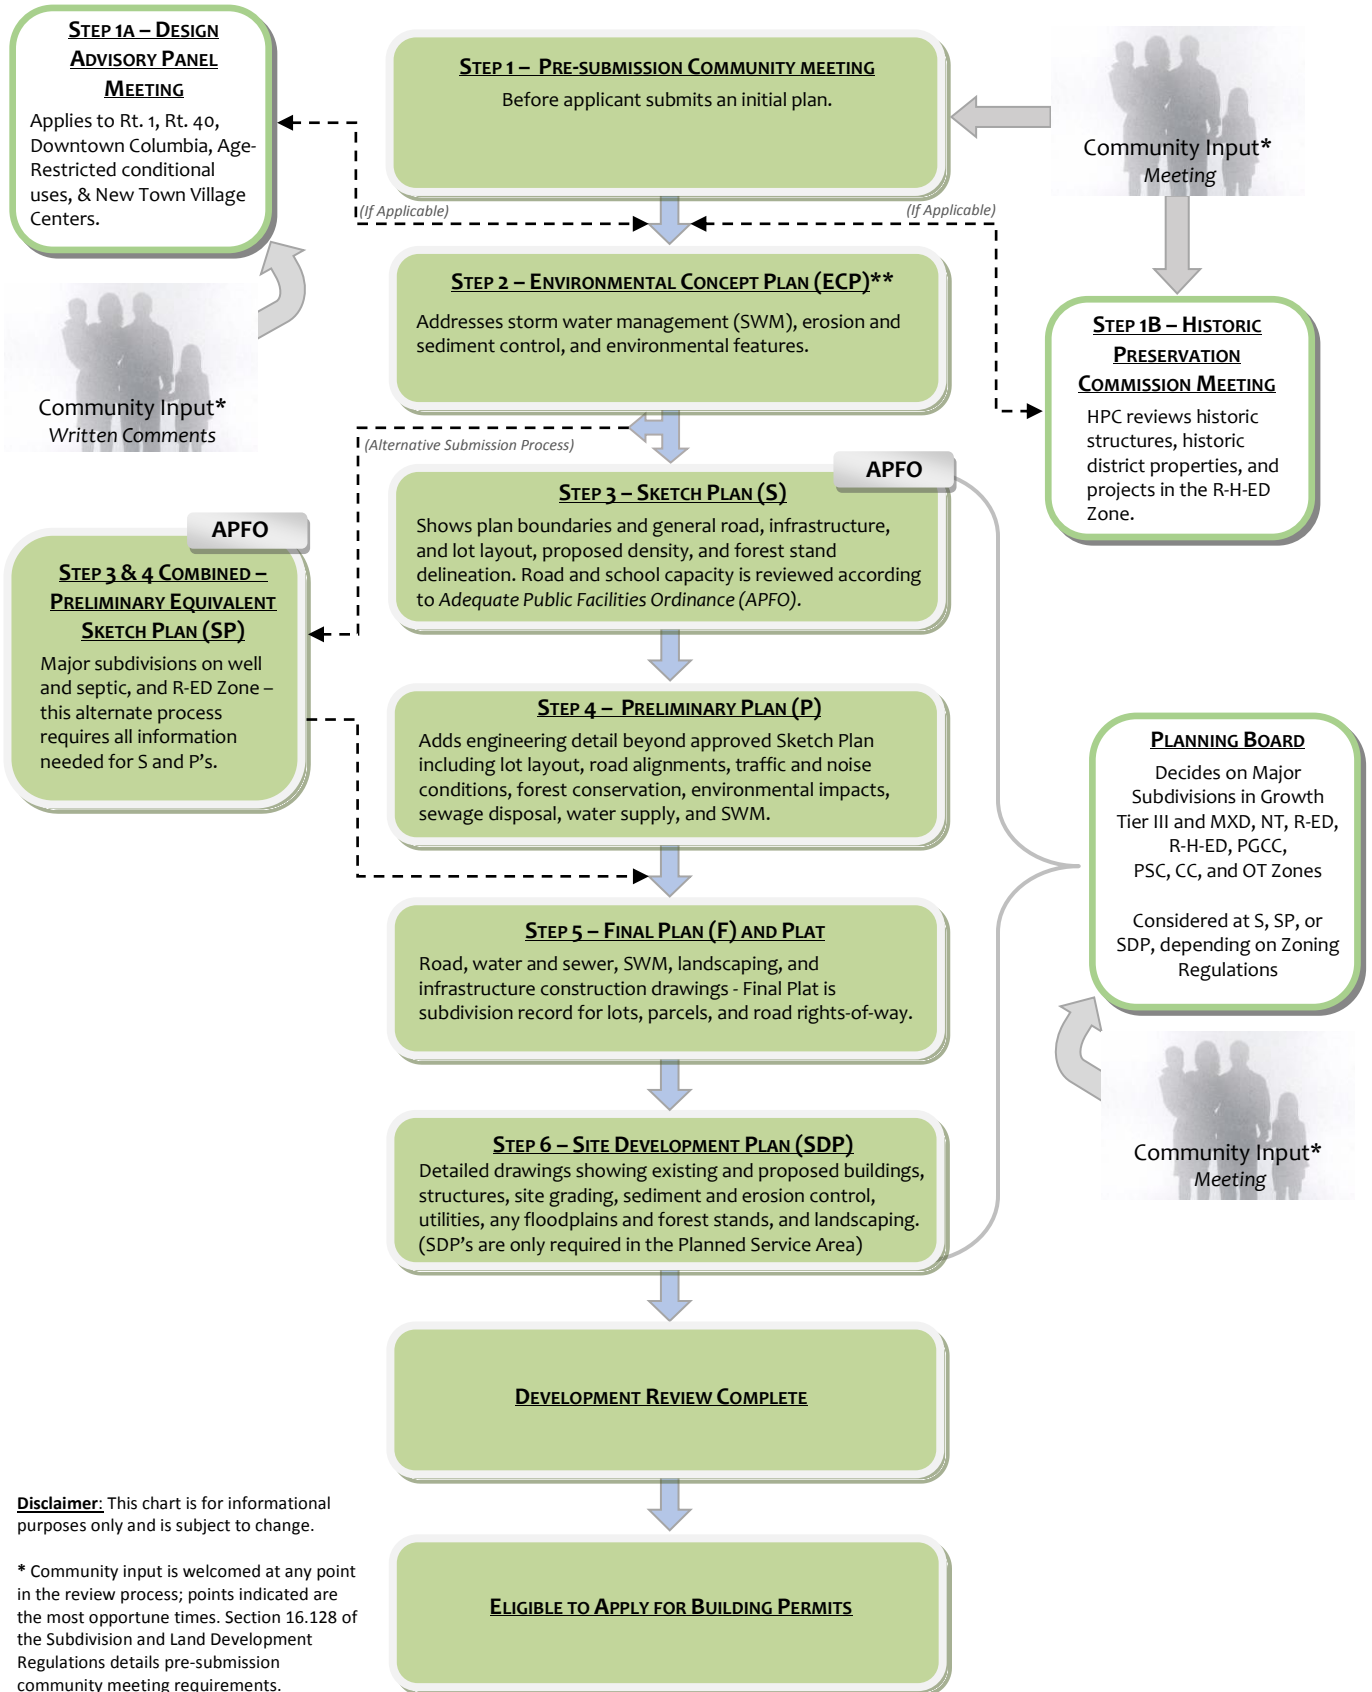 STEP 1A – DESIGN
ADVISORY PANEL
MEETING
Applies to Rt. 1, Rt. 40,
Downtown Columbia, Age-
Restricted conditional
uses, & New Town Village
Centers.
STEP 1 – PRE-SUBMISSION COMMUNITY MEETING
Before applicant submits an initial plan.
Community Input*
Meeting
(If Applicable)
(If Applicable)
Community Input*
Written Comments
STEP 2 – ENVIRONMENTAL CONCEPT PLAN (ECP)**
Addresses storm water management (SWM), erosion and
sediment control, and environmental features.
STEP 1B – HISTORIC
PRESERVATION
COMMISSION MEETING
HPC reviews historic
structures, historic
district properties, and
projects in the R-H-ED
Zone.
(Alternative Submission Process)
APFO
STEP 3 – SKETCH PLAN (S)
Shows plan boundaries and general road, infrastructure,
and lot layout, proposed density, and forest stand
delineation. Road and school capacity is reviewed according
to Adequate Public Facilities Ordinance (APFO).
APFO
STEP 3 & 4 COMBINED –
PRELIMINARY EQUIVALENT
SKETCH PLAN (SP)
Major subdivisions on well
and septic, and R-ED Zone –
this alternate process
requires all information
needed for S and P's.
STEP 4 – PRELIMINARY PLAN (P)
Adds engineering detail beyond approved Sketch Plan
including lot layout, road alignments, traffic and noise
conditions, forest conservation, environmental impacts,
sewage disposal, water supply, and SWM.
PLANNING BOARD
Decides on Major
Subdivisions in Growth
Tier III and MXD, NT, R-ED,
R-H-ED, PGCC,
PSC, CC, and OT Zones
Considered at S, SP, or
SDP, depending on Zoning
Regulations
STEP 5 – FINAL PLAN (F) AND PLAT
Road, water and sewer, SWM, landscaping, and
infrastructure construction drawings - Final Plat is
subdivision record for lots, parcels, and road rights-of-way.
Community Input*
Meeting
STEP 6 – SITE DEVELOPMENT PLAN (SDP)
Detailed drawings showing existing and proposed buildings,
structures, site grading, sediment and erosion control,
utilities, any floodplains and forest stands, and landscaping.
(SDP's are only required in the Planned Service Area)
DEVELOPMENT REVIEW COMPLETE
ELIGIBLE TO APPLY FOR BUILDING PERMITS
Disclaimer: This chart is for informational
purposes only and is subject to change.
* Community input is welcomed at any point
in the review process; points indicated are
the most opportune times. Section 16.128 of
the Subdivision and Land Development
Regulations details pre-submission
community meeting requirements.